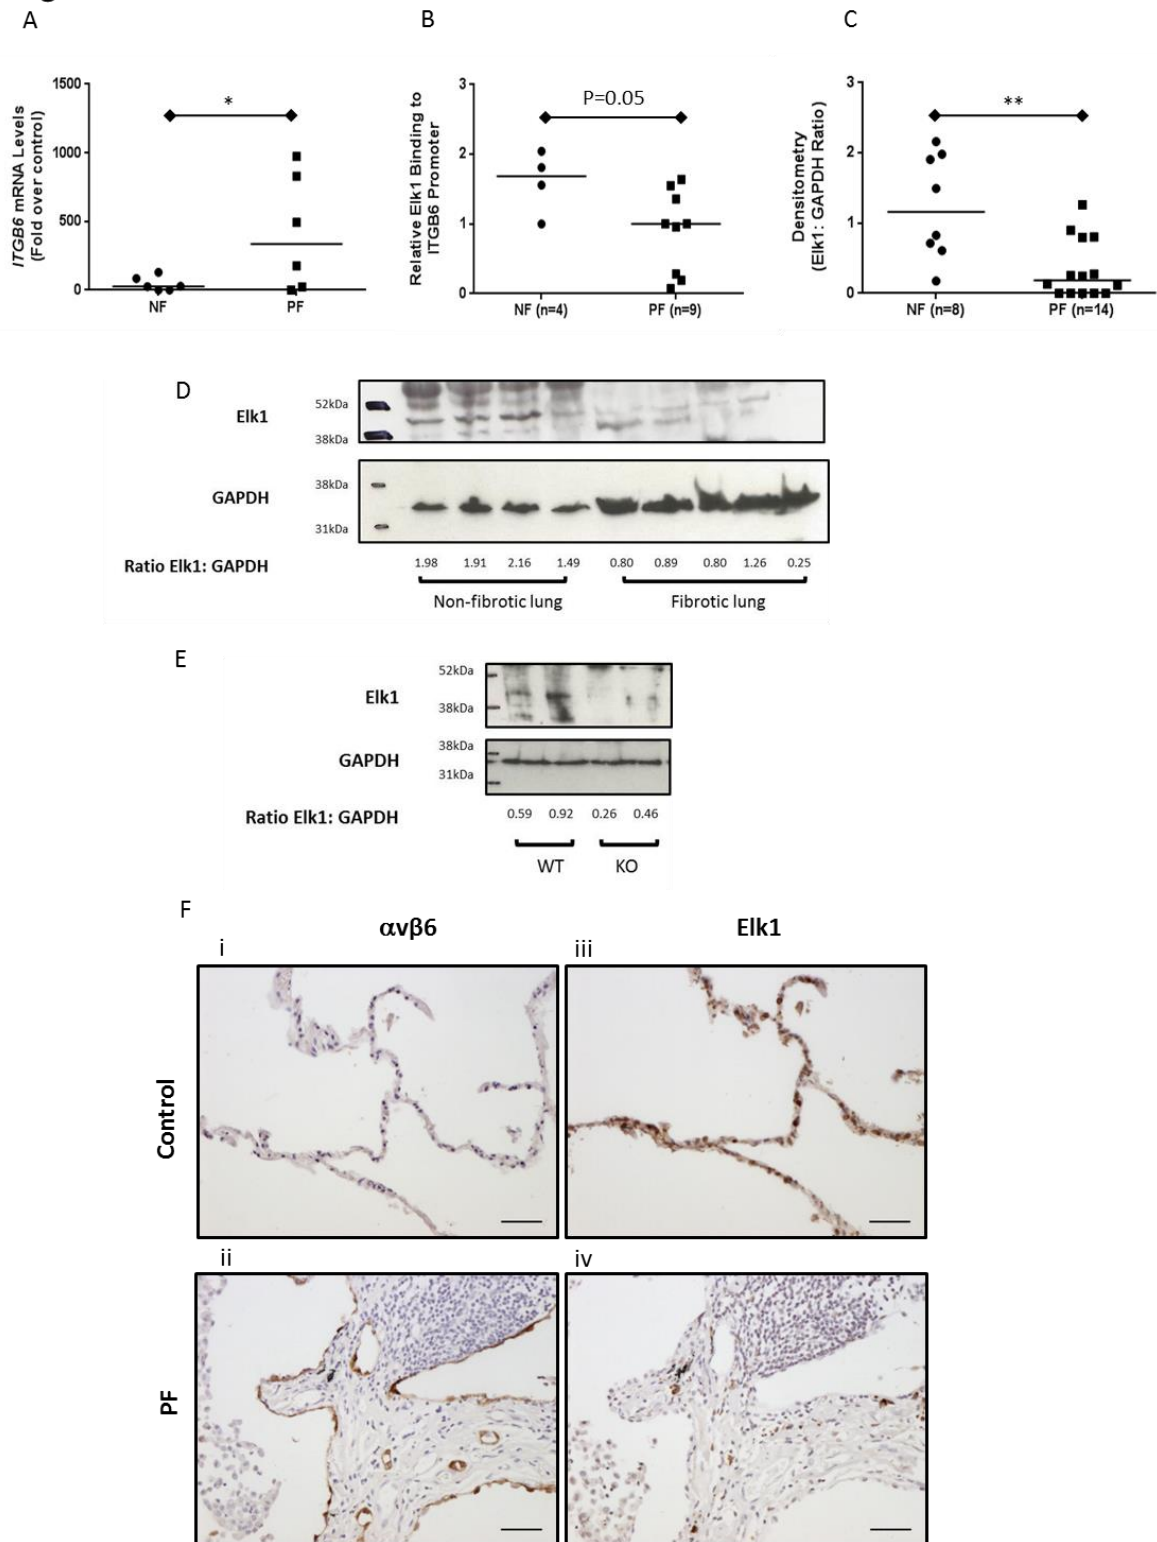 A
B
C
ITGB6 mRNA Levels
(Fold over control)
1500
1000
500
0
*
NF
PF
Relative Elk1 Binding to
ITGB6 Promoter
3
2
1
0
P=0.05
NF (n=4)
PF (n=9)
Densitometry
(Elk1: GAPDH Ratio)
3
2
1
0
**
NF (n=8)
PF (n=14)
D
Elk1
52kDa
38kDa
GAPDH
38kDa
31kDa
Ratio Elk1: GAPDH
1.98 1.91 2.16 1.49 0.80 0.89 0.80 1.26 0.25
Non-fibrotic lung
Fibrotic lung
E
Elk1
52kDa
38kDa
GAPDH
38kDa
31kDa
Ratio Elk1: GAPDH
0.59 0.92 0.26 0.46
WT
KO
F
αvβ6
Elk1
i
iii
Control
ii
iv
PF